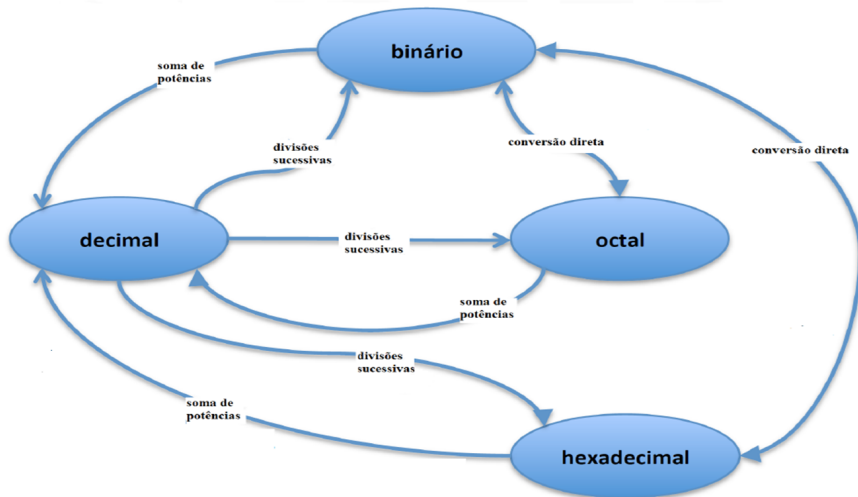 binário
soma de
potências
divisões
sucessivas
conversão direta
conversão direta
decimal
divisões
sucessivas
octal
soma de
potências
divisões
sucessivas
soma de
potências
hexadecimal